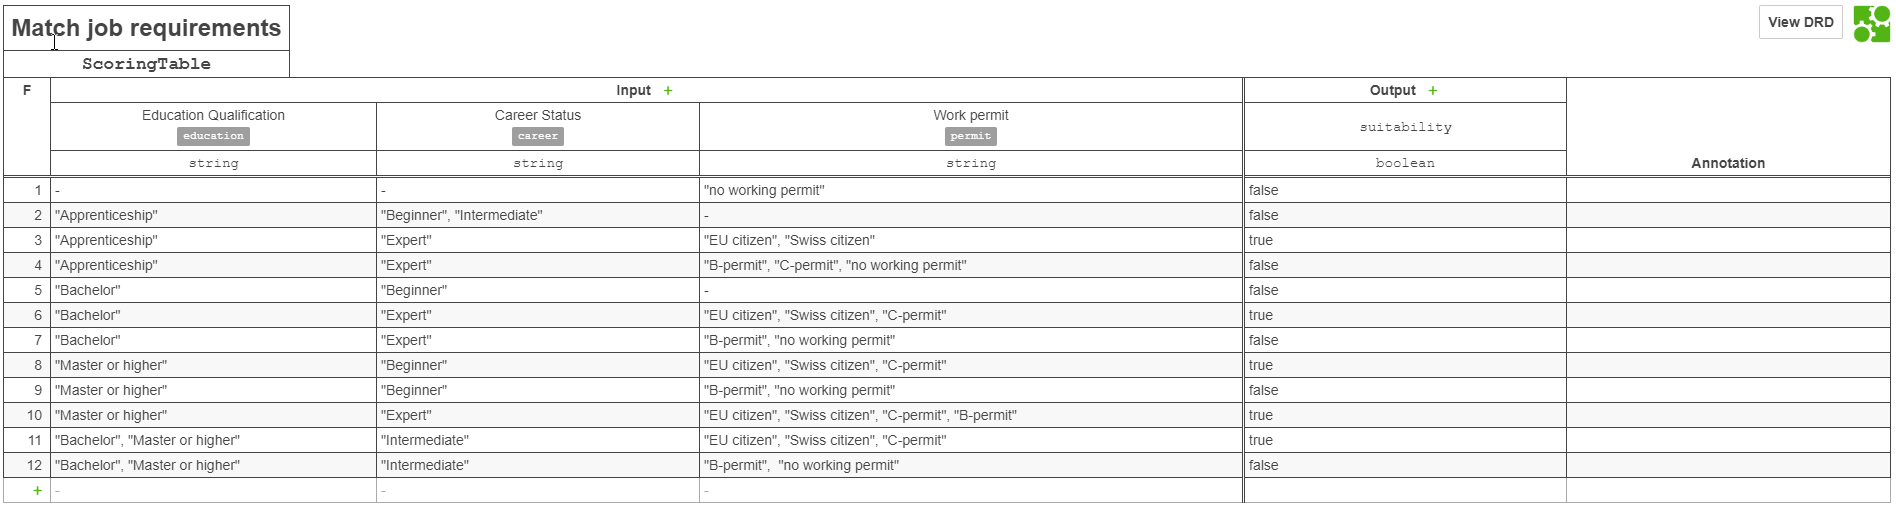 Match job requirements
View DRD
ScoringTable
F Input + Output +
Education Qualification Career Status Work permit
education career permit suitability
string string string boolean Annotation
1 - - "no working permit" false
2 "Apprenticeship" "Beginner", "Intermediate" - false
3 "Apprenticeship" "Expert" "EU citizen", "Swiss citizen" true
4 "Apprenticeship" "Expert" "B-permit", "C-permit", "no working permit" false
5 "Bachelor" "Beginner" - false
6 "Bachelor" "Expert" "EU citizen", "Swiss citizen", "C-permit" true
7 "Bachelor" "Expert" "B-permit", "no working permit" false
8 "Master or higher" "Beginner" "EU citizen", "Swiss citizen", "C-permit" true
9 "Master or higher" "Beginner" "B-permit", "no working permit" false
10 "Master or higher" "Expert" "EU citizen", "Swiss citizen", "C-permit", "B-permit" true
11 "Bachelor", "Master or higher" "Intermediate" "EU citizen", "Swiss citizen", "C-permit" true
12 "Bachelor", "Master or higher" "Intermediate" "B-permit",  "no working permit" false
+ - - -